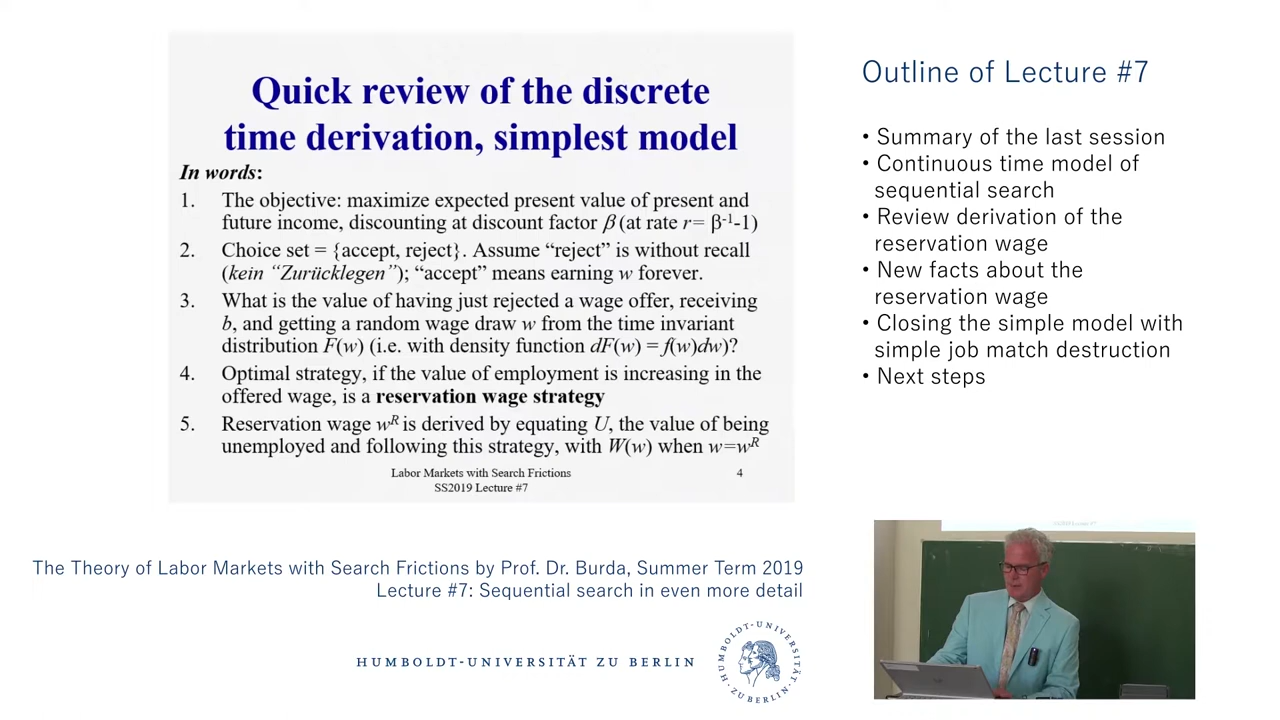 Quick review of the discrete
time derivation, simplest model
In words:
1. The objective: maximize expected present value of present and
future income, discounting at discount factor β (at rate r= β⁻¹-1)
2. Choice set = {accept, reject}. Assume “reject” is without recall
(kein “Zurücklegen”); “accept” means earning w forever.
3. What is the value of having just rejected a wage offer, receiving
b, and getting a random wage draw w from the time invariant
distribution F(w) (i.e. with density function dF(w) = f(w)dw)?
4. Optimal strategy, if the value of employment is increasing in the
offered wage, is a reservation wage strategy
5. Reservation wage wᴿ is derived by equating U, the value of being
unemployed and following this strategy, with W(w) when w=wᴿ
Labor Markets with Search Frictions
SS2019 Lecture #7
4
Outline of Lecture #7
• Summary of the last session
• Continuous time model of
sequential search
• Review derivation of the
reservation wage
• New facts about the
reservation wage
• Closing the simple model with
simple job match destruction
• Next steps
The Theory of Labor Markets with Search Frictions by Prof. Dr. Burda, Summer Term 2019
Lecture #7: Sequential search in even more detail
HUMBOLDT-UNIVERSITÄT ZU BERLIN
HUMBOLDT-UNIVERSITÄT
ZU BERLIN